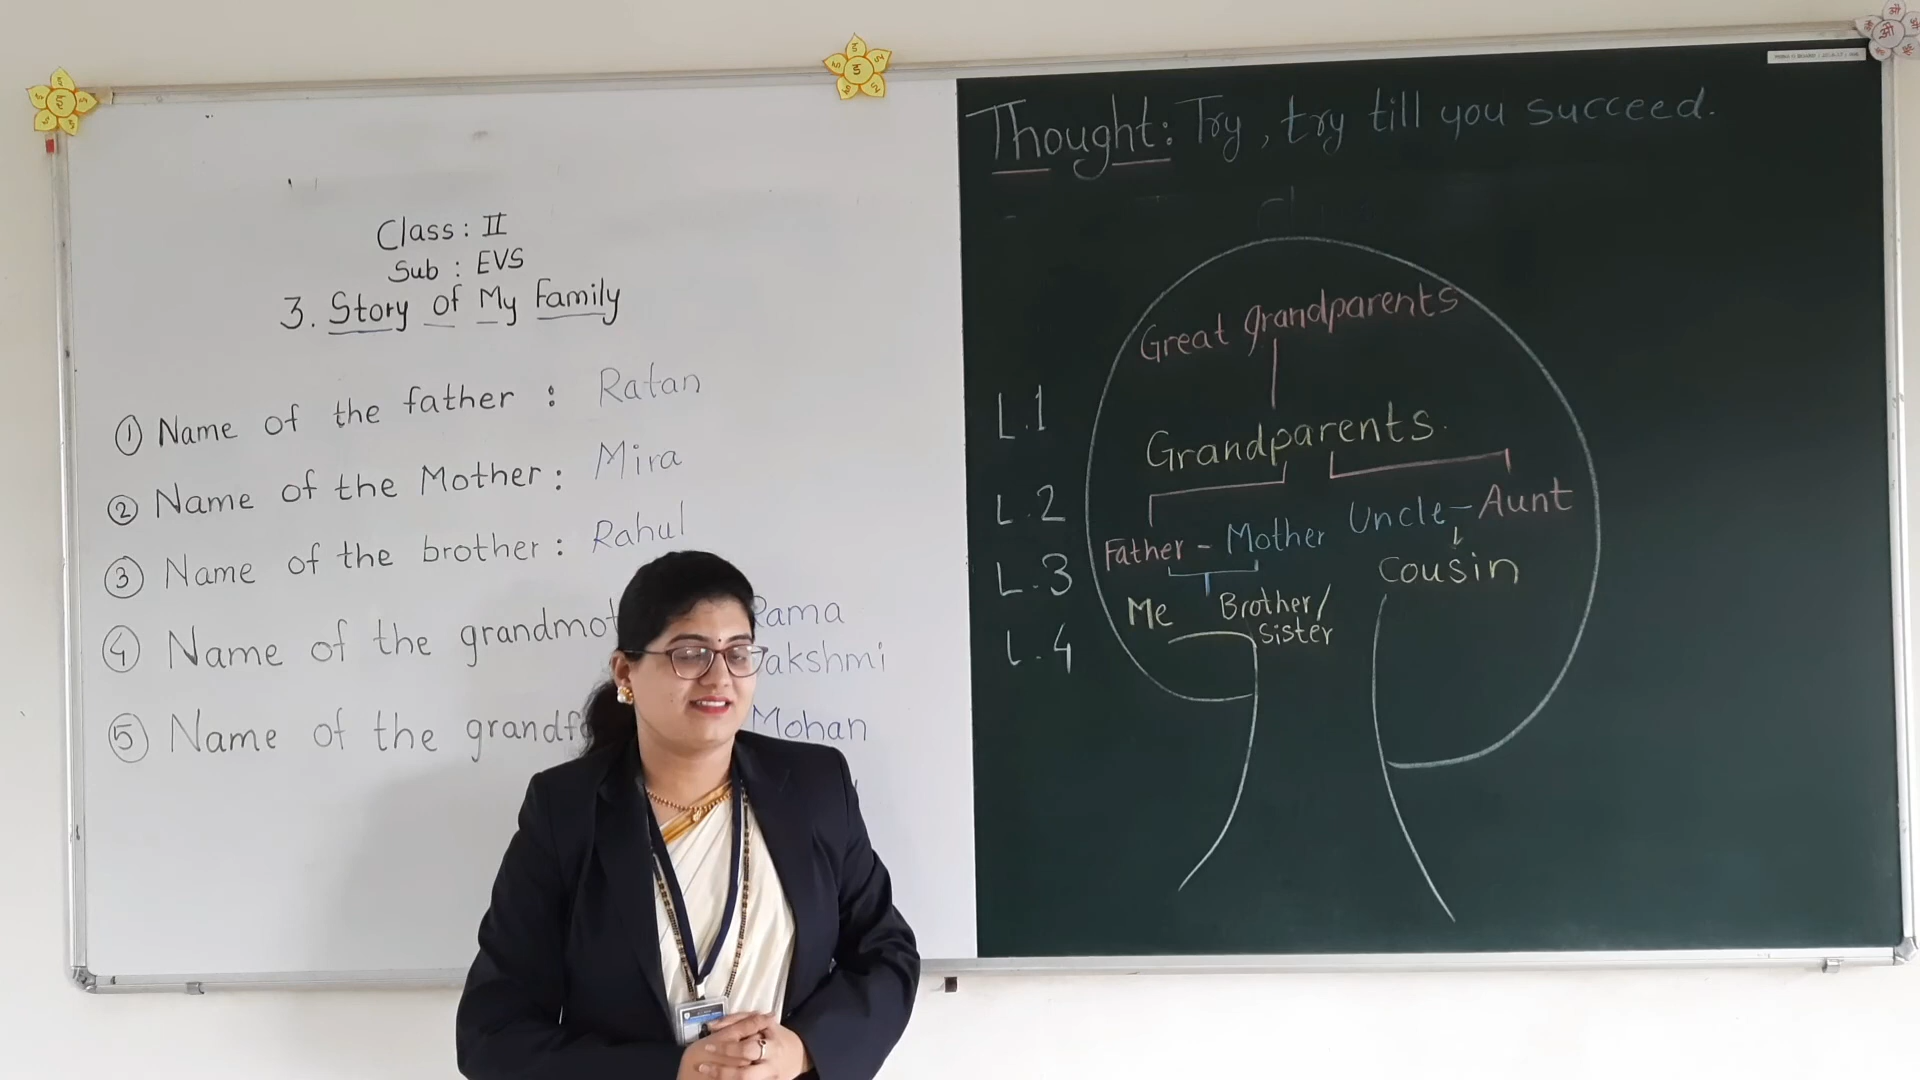 Class: II
Sub : EVS
3. Story of My Family
① Name of the father : Ratan
② Name of the Mother : Mira
③ Name of the brother : Rahul
④ Name of the Rama
⑤ Name of the Mohan
Thought: Try, try till you succeed.
Great grandparents
L.1
Grandparents.
L.2
Father - Mother
Uncle - Aunt
L.3
Cousin
Me
Brother/
Sister
L.4